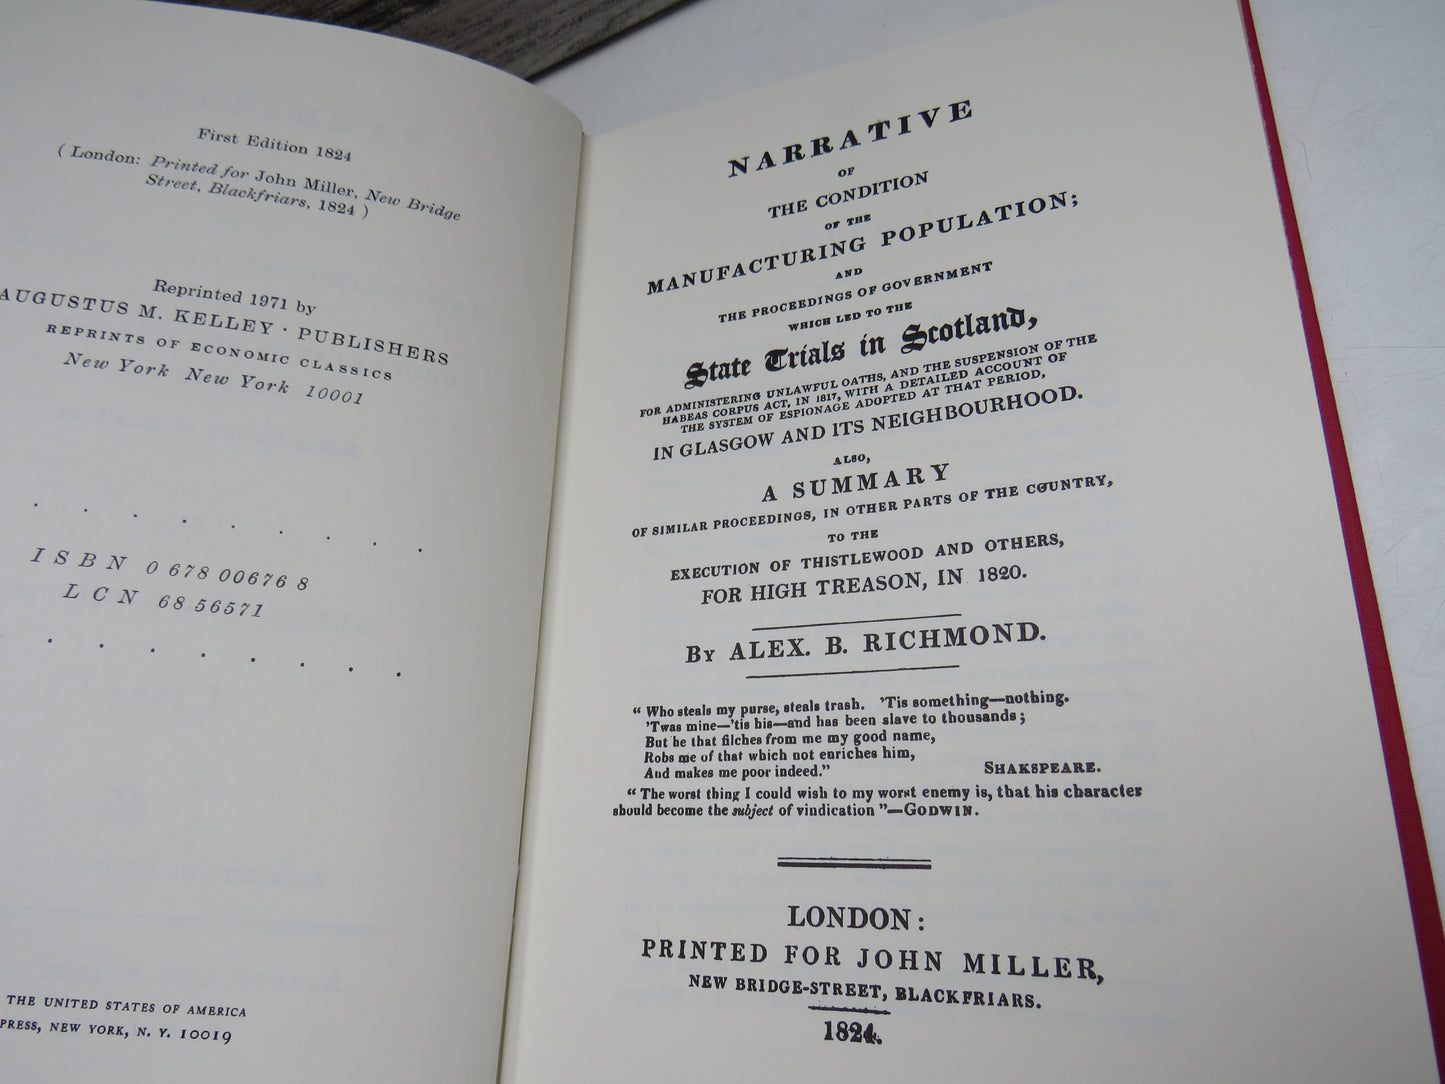 First Edition 1824
( London: Printed for John Miller, New Bridge
Street, Blackfriars, 1824 )
Reprinted 1971 by
AUGUSTUS M. KELLEY · PUBLISHERS
REPRINTS OF ECONOMIC CLASSICS
New York New York 10001
. . . . . . . .
ISBN 0 678 00676 8
LCN 68 56571
. . . . . . . .
THE UNITED STATES OF AMERICA
PRESS, NEW YORK, N. Y. 10019
NARRATIVE
OF
THE CONDITION
OF THE
MANUFACTURING POPULATION;
AND
THE PROCEEDINGS OF GOVERNMENT
WHICH LED TO THE
State Trials in Scotland,
FOR ADMINISTERING UNLAWFUL OATHS, AND THE SUSPENSION OF THE
HABEAS CORPUS ACT, IN 1817, WITH A DETAILED ACCOUNT OF
THE SYSTEM OF ESPIONAGE ADOPTED AT THAT PERIOD,
IN GLASGOW AND ITS NEIGHBOURHOOD.
ALSO,
A SUMMARY
OF SIMILAR PROCEEDINGS, IN OTHER PARTS OF THE COUNTRY,
TO THE
EXECUTION OF THISTLEWOOD AND OTHERS,
FOR HIGH TREASON, IN 1820.
BY ALEX. B. RICHMOND.
“ Who steals my purse, steals trash. 'Tis something—nothing.
'Twas mine—'tis his—and has been slave to thousands;
But he that filches from me my good name,
Robs me of that which not enriches him,
And makes me poor indeed.” SHAKSPEARE.
“ The worst thing I could wish to my worst enemy is, that his character
should become the subject of vindication ”—GODWIN.
LONDON:
PRINTED FOR JOHN MILLER,
NEW BRIDGE-STREET, BLACKFRIARS.
1824.